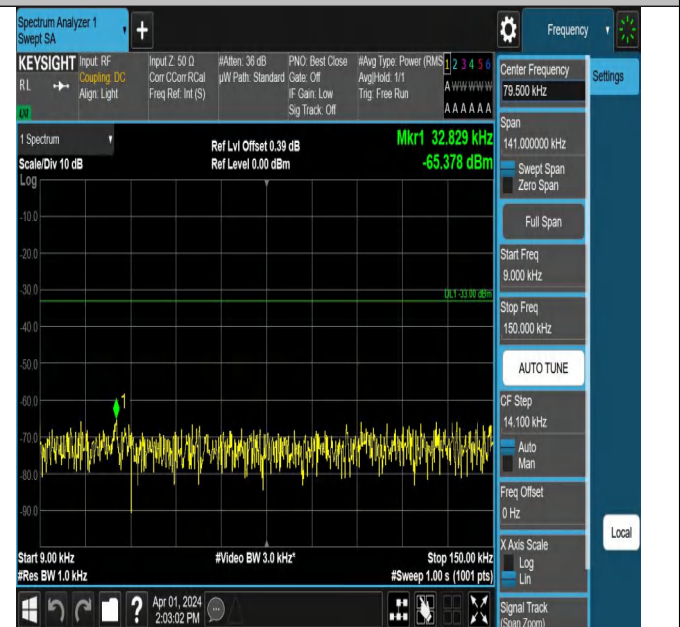 Spectrum Analyzer 1
Swept SA
+
Frequency
KEYSIGHT
Input: RF
Coupling: DC
Align: Light
Input Z: 50 Ω
Corr CCorr RCal
Freq Ref: Int (S)
#Atten: 36 dB
µW Path: Standard
PNO: Best Close
Gate: Off
IF Gain: Low
Sig Track: Off
#Avg Type: Power (RMS
Avg|Hold: 1/1
Trig: Free Run
1 2 3 4 5 6
A W W W W W
A A A A A A
R L
1 Spectrum
Scale/Div 10 dB
Log
Ref Lvl Offset 0.39 dB
Ref Level 0.00 dBm
Mkr1 32.829 kHz
-65.378 dBm
-10.0
-20.0
-30.0
DL1 -33.00 dBm
-40.0
-50.0
-60.0
1
-70.0
-80.0
-90.0
Start 9.00 kHz
#Res BW 1.0 kHz
#Video BW 3.0 kHz*
Stop 150.00 kHz
#Sweep 1.00 s (1001 pts)
Apr 01, 2024
2:03:02 PM
?
Center Frequency
79.500 kHz
Settings
Span
141.000000 kHz
Swept Span
Zero Span
Full Span
Start Freq
9.000 kHz
Stop Freq
150.000 kHz
AUTO TUNE
CF Step
14.100 kHz
Auto
Man
Freq Offset
0 Hz
Local
X Axis Scale
Log
Lin
Signal Track
(Span Zoom)